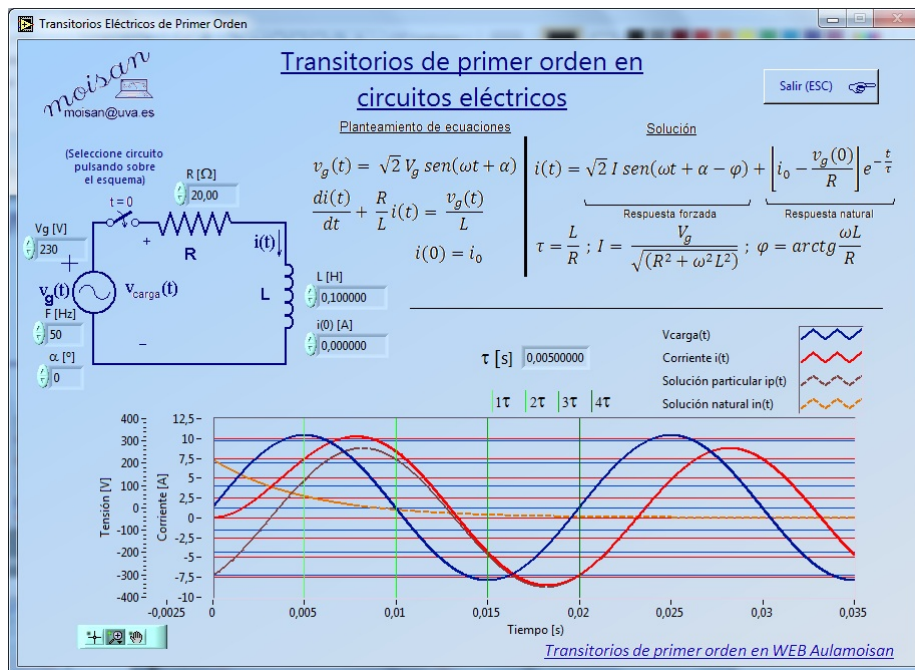 Transitorios Eléctricos de Primer Orden
moisan
moisan@uva.es
Transitorios de primer orden en
circuitos eléctricos
Salir (ESC)
Planteamiento de ecuaciones
Solución
(Seleccione circuito
pulsando sobre
el esquema)
t = 0
R [Ω]
20,00
Vg [V]
230
+
R
i(t)
vg(t)
+
vcarga(t)
−
L
L [H]
0,100000
F [Hz]
50
i(0) [A]
0,000000
α [º]
0
v_g(t) = √2 V_g sen(ωt + α)
di(t)/dt + R/L i(t) = v_g(t)/L
i(0) = i_0
i(t) = √2 I sen(ωt + α − φ) + [i_0 − v_g(0)/R] e^(−t/τ)
Respuesta forzada
Respuesta natural
τ = L/R ; I = V_g/√(R² + ω²L²) ; φ = arctg ωL/R
τ [s]
0,00500000
Vcarga(t)
Corriente i(t)
Solución particular ip(t)
Solución natural in(t)
1τ 2τ 3τ 4τ
Tensión [V]
400
300
200
100
0
-100
-200
-300
-400
Corriente [A]
12,5
10
7,5
5
2,5
0
-2,5
-5
-7,5
-10
-0,0025 0 0,005 0,01 0,015 0,02 0,025 0,03 0,035
Tiempo [s]
Transitorios de primer orden en WEB Aulamoisan